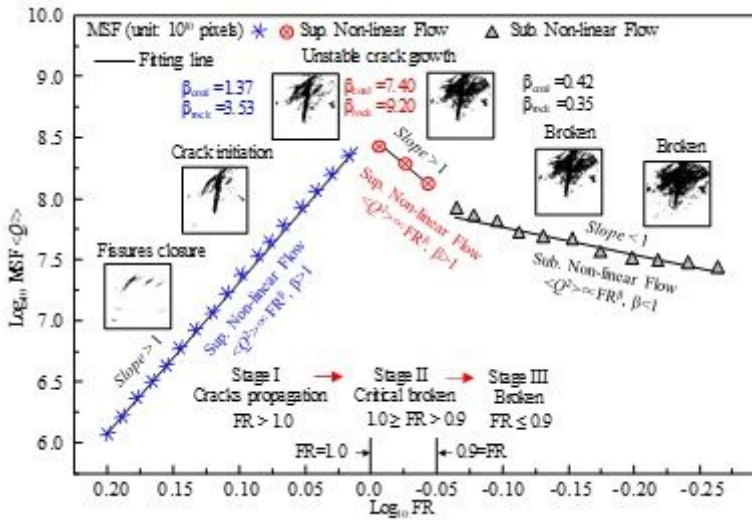 MSF (unit: 10¹⁰ pixels) Sup. Non-linear Flow Sub. Non-linear Flow
Fitting line Unstable crack growth
β_coal =1.37
β_rock =3.53
β_coal =7.40
β_rock =9.20
β_coal =0.42
β_rock =0.35
Crack initiation
Broken
Broken
Fissures closure
Slope > 1
Sup. Non-linear Flow
<Q²>∝FR^β, β>1
Slope > 1
Sup. Non-linear Flow
<Q²>∝FR^β, β>1
Slope < 1
Sub. Non-linear Flow
<Q²>∝FR^β, β<1
Stage I Stage II Stage III
Cracks propagation Critical broken Broken
FR > 1.0 1.0 ≥ FR > 0.9 FR ≤ 0.9
FR=1.0 0.9=FR
10.0
9.5
9.0
8.5
8.0
7.5
7.0
6.5
6.0
Log₁₀ MSF <Q²>
0.20 0.15 0.10 0.05 0.0 -0.05 -0.10 -0.15 -0.20 -0.25
Log₁₀ FR